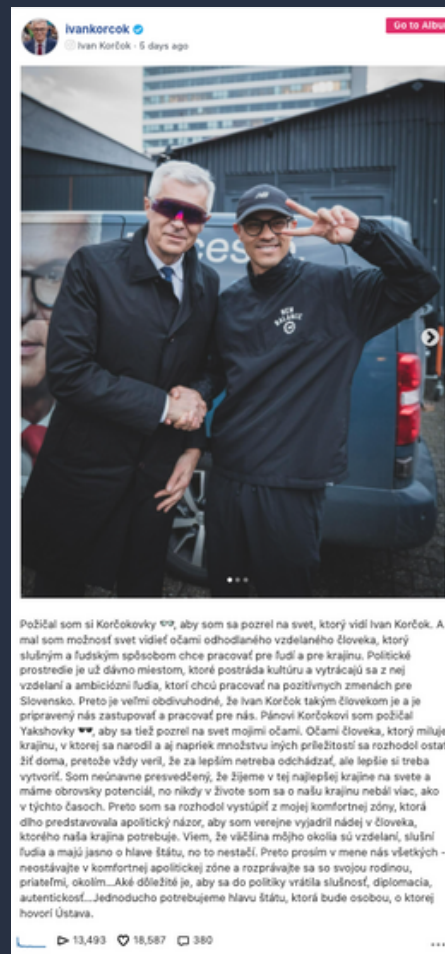 ivankorcok
Ivan Korčok · 5 days ago
Go to Albu
cesto.
NEW
BALANCE
Požičal som si Korčokovky 👓, aby som sa pozrel na svet, ktorý vidí Ivan Korčok. A
mal som možnosť svet vidieť očami odhodlaného vzdelaného človeka, ktorý
slušným a ľudským spôsobom chce pracovať pre ľudí a pre krajinu. Politické
prostredie je už dávno miestom, ktoré postráda kultúru a vytrácajú sa z nej
vzdelaní a ambiciózni ľudia, ktorí chcú pracovať na pozitívnych zmenách pre
Slovensko. Preto je veľmi obdivuhodné, že Ivan Korčok takým človekom je a je
pripravený nás zastupovať a pracovať pre nás. Pánovi Korčokovi som požičal
Yakshovky 🕶, aby sa tiež pozrel na svet mojimi očami. Očami človeka, ktorý miluje
krajinu, v ktorej sa narodil a aj napriek množstvu iných príležitostí sa rozhodol ostať
žiť doma, pretože vždy veril, že za lepším netreba odchádzať, ale lepšie si treba
vytvoriť. Som neúnavne presvedčený, že žijeme v tej najlepšej krajine na svete a
máme obrovsky potenciál, no nikdy v živote som sa o našu krajinu nebál viac, ako
v týchto časoch. Preto som sa rozhodol vystúpiť z mojej komfortnej zóny, ktorá
dlho predstavovala apolitický názor, aby som verejne vyjadril nádej v človeka,
ktorého naša krajina potrebuje. Viem, že väčšina môjho okolia sú vzdelaní, slušní
ľudia a majú jasno o hlave štátu, no to nestačí. Preto prosím v mene nás všetkých -
neostávajte v komfortnej apolitickej zóne a rozprávajte sa so svojou rodinou,
priateľmi, okolím...Aké dôležité je, aby sa do politiky vrátila slušnosť, diplomacia,
autentickosť...Jednoducho potrebujeme hlavu štátu, ktorá bude osobou, o ktorej
hovorí Ústava.
13,493 18,587 380